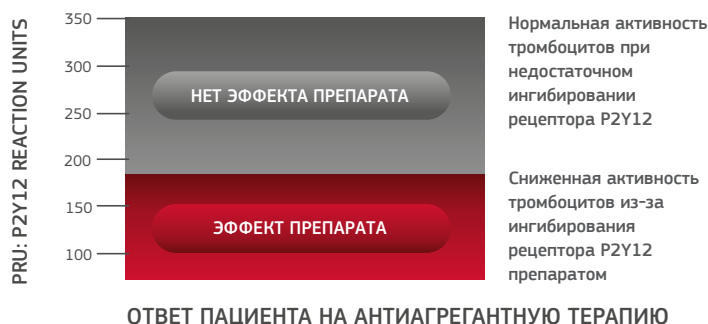 PRU: P2Y12 REACTION UNITS
350
300
250
200
150
100
НЕТ ЭФФЕКТА ПРЕПАРАТА
ЭФФЕКТ ПРЕПАРАТА
Нормальная активность
тромбоцитов при
недостаточном
ингибировании
рецептора P2Y12
Сниженная активность
тромбоцитов из-за
ингибирования
рецептора P2Y12
препаратом
ОТВЕТ ПАЦИЕНТА НА АНТИАГРЕГАНТНУЮ ТЕРАПИЮ